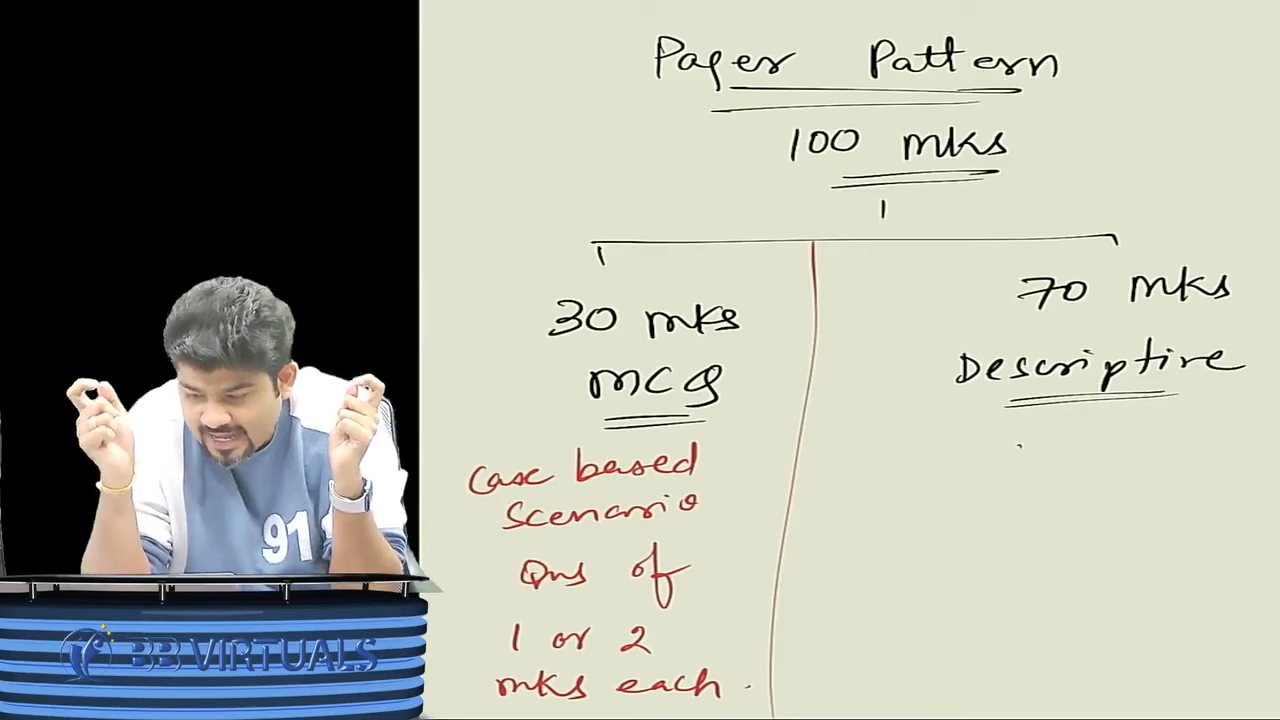 Paper Pattern
100 mks
30 mks
MCQ
Case based
Scenario
Qns of
1 or 2
mks each.
70 mks
Descriptive
91
BB VIRTUALS